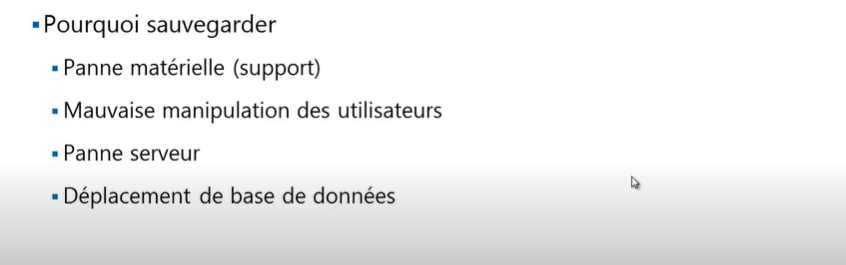 Pourquoi sauvegarder
Panne matérielle (support)
Mauvaise manipulation des utilisateurs
Panne serveur
Déplacement de base de données